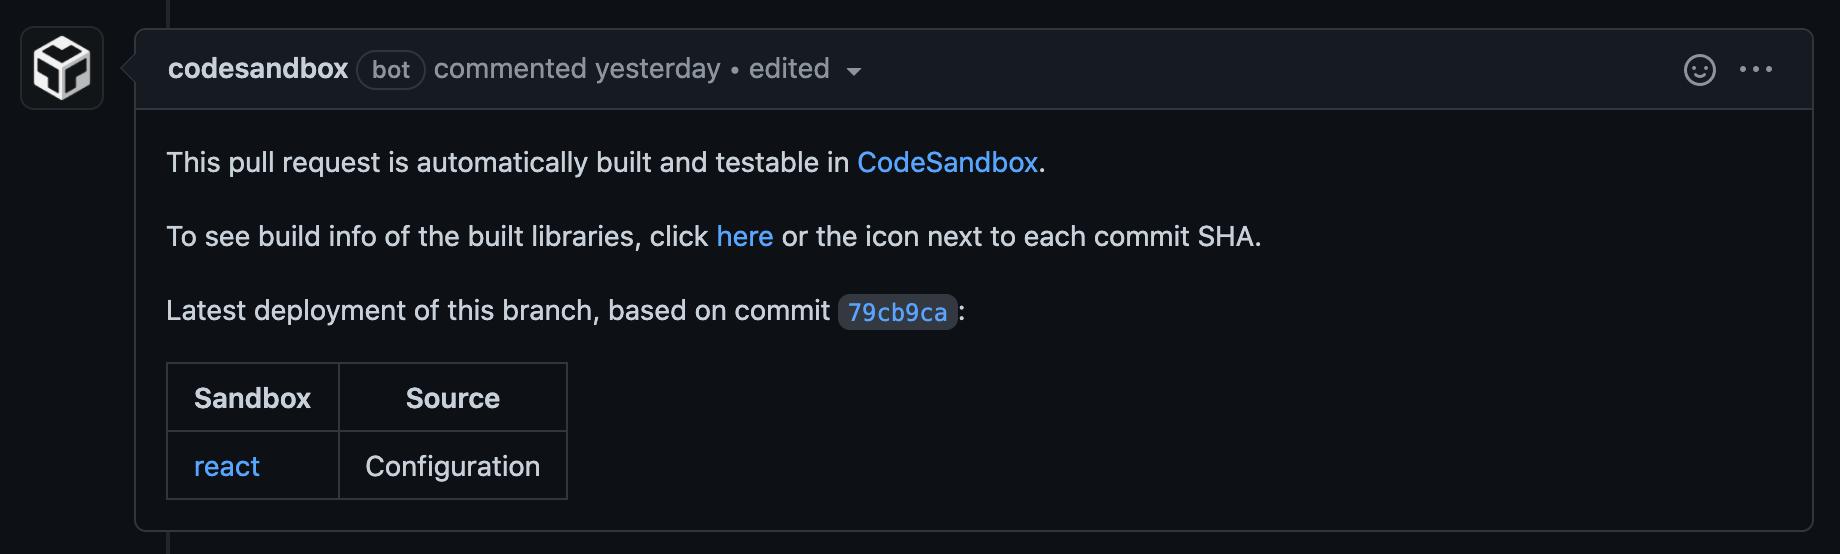 codesandbox bot commented yesterday • edited
This pull request is automatically built and testable in CodeSandbox.
To see build info of the built libraries, click here or the icon next to each commit SHA.
Latest deployment of this branch, based on commit 79cb9ca:
Sandbox Source
react Configuration